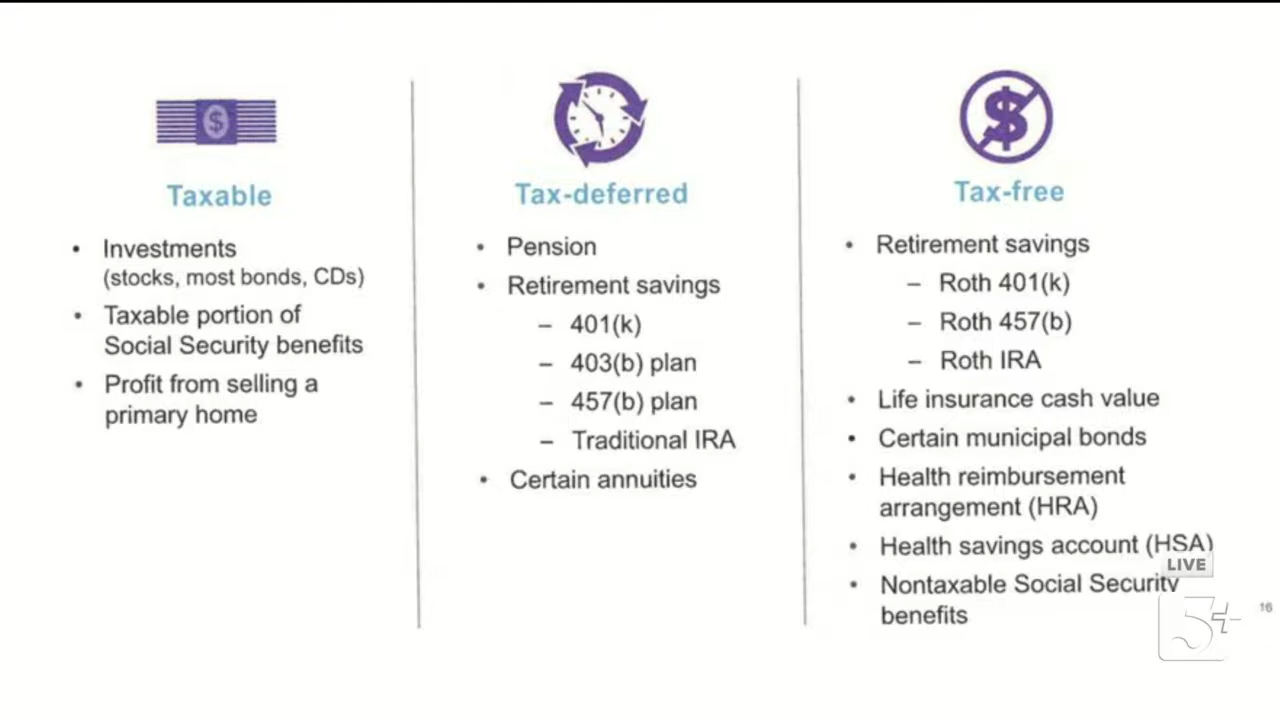 $
Taxable
• Investments
(stocks, most bonds, CDs)
• Taxable portion of
Social Security benefits
• Profit from selling a
primary home
Tax-deferred
• Pension
• Retirement savings
– 401(k)
– 403(b) plan
– 457(b) plan
– Traditional IRA
• Certain annuities
$
Tax-free
• Retirement savings
– Roth 401(k)
– Roth 457(b)
– Roth IRA
• Life insurance cash value
• Certain municipal bonds
• Health reimbursement
arrangement (HRA)
• Health savings account (HSA)
• Nontaxable Social Security
benefits
LIVE
5+
16